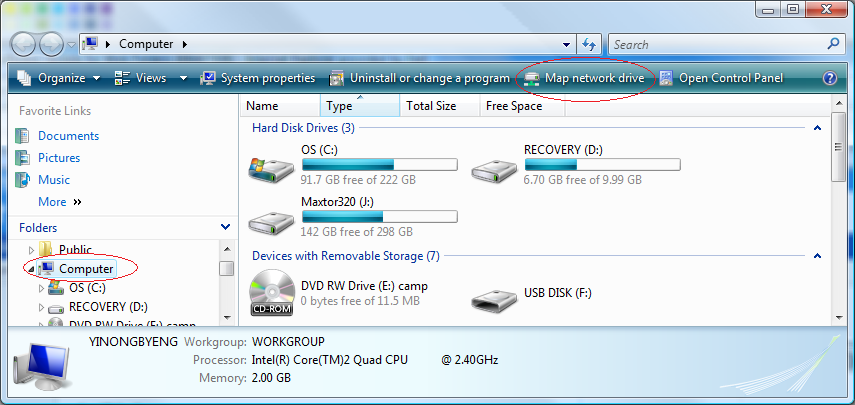 Computer
Search
Organize Views System properties Uninstall or change a program Map network drive Open Control Panel ?
Favorite Links
Documents
Pictures
Music
More »
Folders
Public
Computer
OS (C:)
RECOVERY (D:)
DVD RW Drive (E:) camp
Name Type Total Size Free Space
Hard Disk Drives (3)
OS (C:)
91.7 GB free of 222 GB
RECOVERY (D:)
6.70 GB free of 9.99 GB
Maxtor320 (J:)
142 GB free of 298 GB
Devices with Removable Storage (7)
DVD RW Drive (E:) camp
0 bytes free of 11.5 MB
CD-ROM
USB DISK (F:)
YINONGBYENG Workgroup: WORKGROUP
Processor: Intel(R) Core(TM)2 Quad CPU @ 2.40GHz
Memory: 2.00 GB